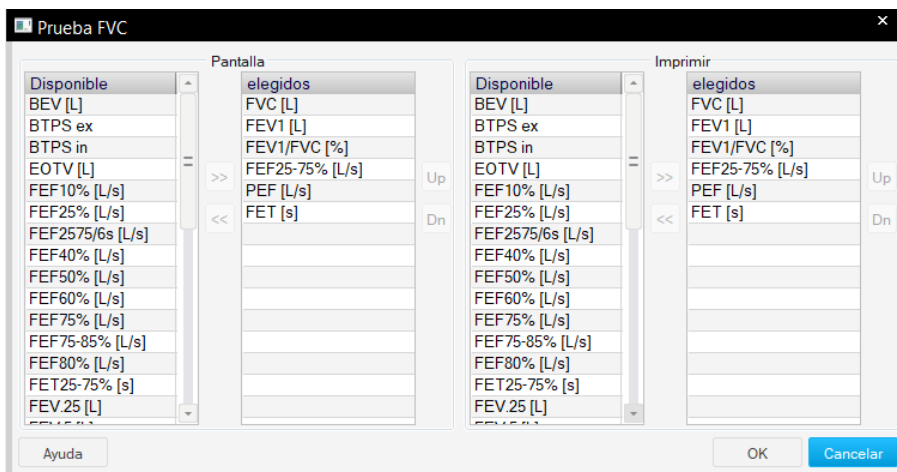 Prueba FVC
×
Pantalla
Disponible
BEV [L]
BTPS ex
BTPS in
EOTV [L]
FEF10% [L/s]
FEF25% [L/s]
FEF2575/6s [L/s]
FEF40% [L/s]
FEF50% [L/s]
FEF60% [L/s]
FEF75% [L/s]
FEF75-85% [L/s]
FEF80% [L/s]
FET25-75% [s]
FEV.25 [L]
>>
<<
elegidos
FVC [L]
FEV1 [L]
FEV1/FVC [%]
FEF25-75% [L/s]
PEF [L/s]
FET [s]
Up
Dn
Imprimir
Disponible
BEV [L]
BTPS ex
BTPS in
EOTV [L]
FEF10% [L/s]
FEF25% [L/s]
FEF2575/6s [L/s]
FEF40% [L/s]
FEF50% [L/s]
FEF60% [L/s]
FEF75% [L/s]
FEF75-85% [L/s]
FEF80% [L/s]
FET25-75% [s]
FEV.25 [L]
>>
<<
elegidos
FVC [L]
FEV1 [L]
FEV1/FVC [%]
FEF25-75% [L/s]
PEF [L/s]
FET [s]
Up
Dn
Ayuda
OK
Cancelar